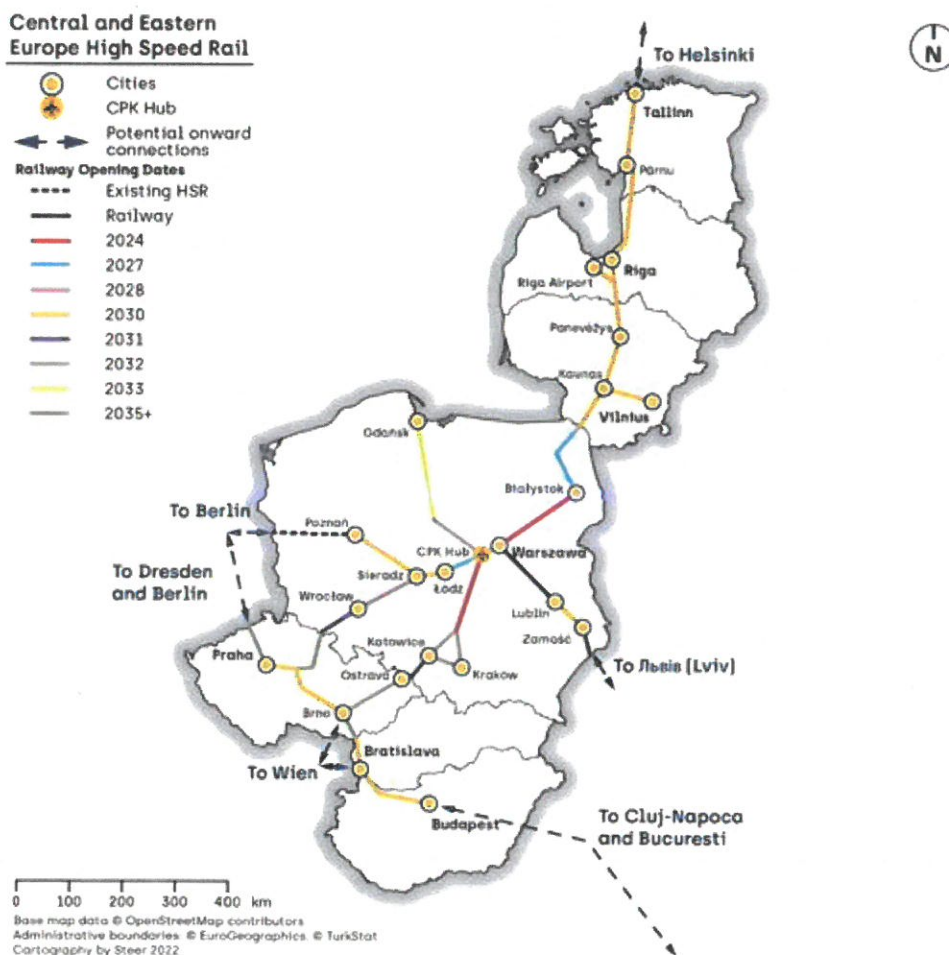 Central and Eastern
Europe High Speed Rail
Cities
CPK Hub
Potential onward
connections
Railway Opening Dates
Existing HSR
Railway
2024
2027
2028
2030
2031
2032
2033
2035+
N
To Helsinki
Tallinn
Pärnu
Riga
Riga Airport
Panevėžys
Kaunas
Vilnius
Gdańsk
Białystok
To Berlin
Poznań
CPK Hub
Warszawa
To Dresden
and Berlin
Sieradz
Łódz
Wrocław
Lublin
Zamość
Katowice
Praha
Ostrava
Kraków
To Львів (Lviv)
Brno
Bratislava
To Wien
Budapest
To Cluj-Napoca
and Bucuresti
0 100 200 300 400 km
Base map data © OpenStreetMap contributors
Administrative boundaries: © EuroGeographics © TurkStat
Cartography by Steer 2022